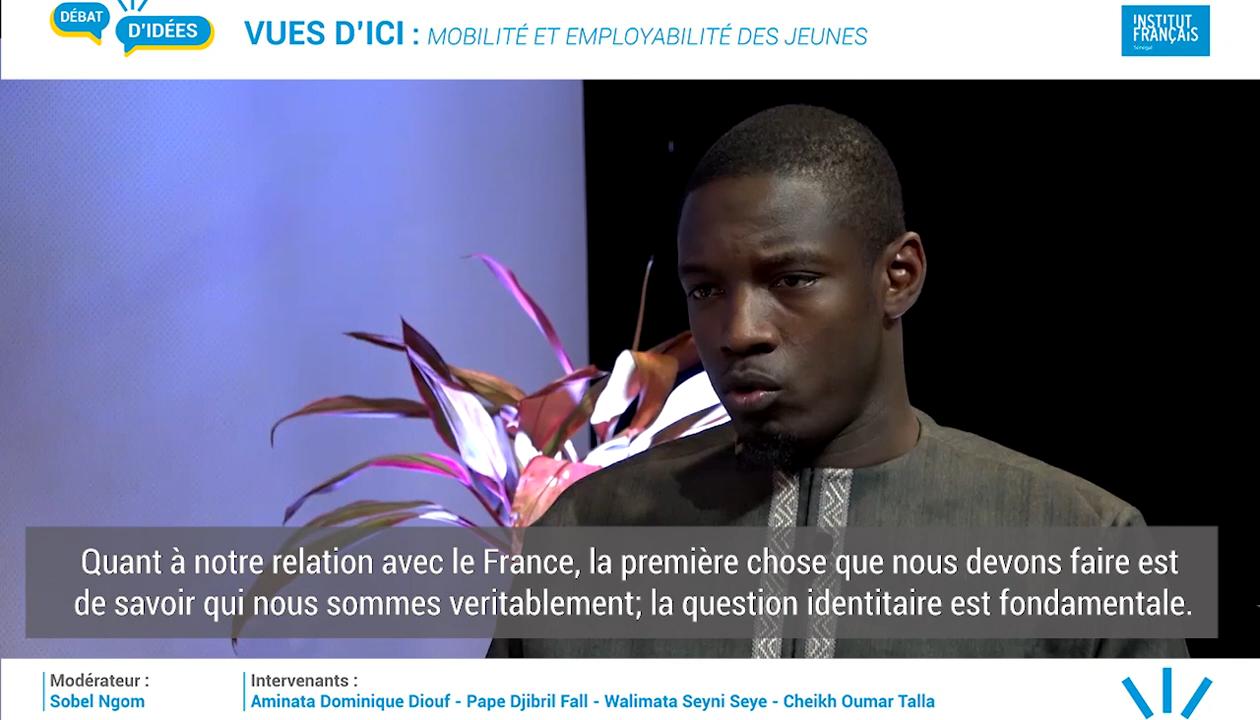 DÉBAT
D'IDÉES
VUES D'ICI : MOBILITÉ ET EMPLOYABILITÉ DES JEUNES
INSTITUT
FRANÇAIS
Sénégal
Quant à notre relation avec le France, la première chose que nous devons faire est
de savoir qui nous sommes veritablement; la question identitaire est fondamentale.
Modérateur :
Sobel Ngom
Intervenants :
Aminata Dominique Diouf - Pape Djibril Fall - Walimata Seyni Seye - Cheikh Oumar Talla